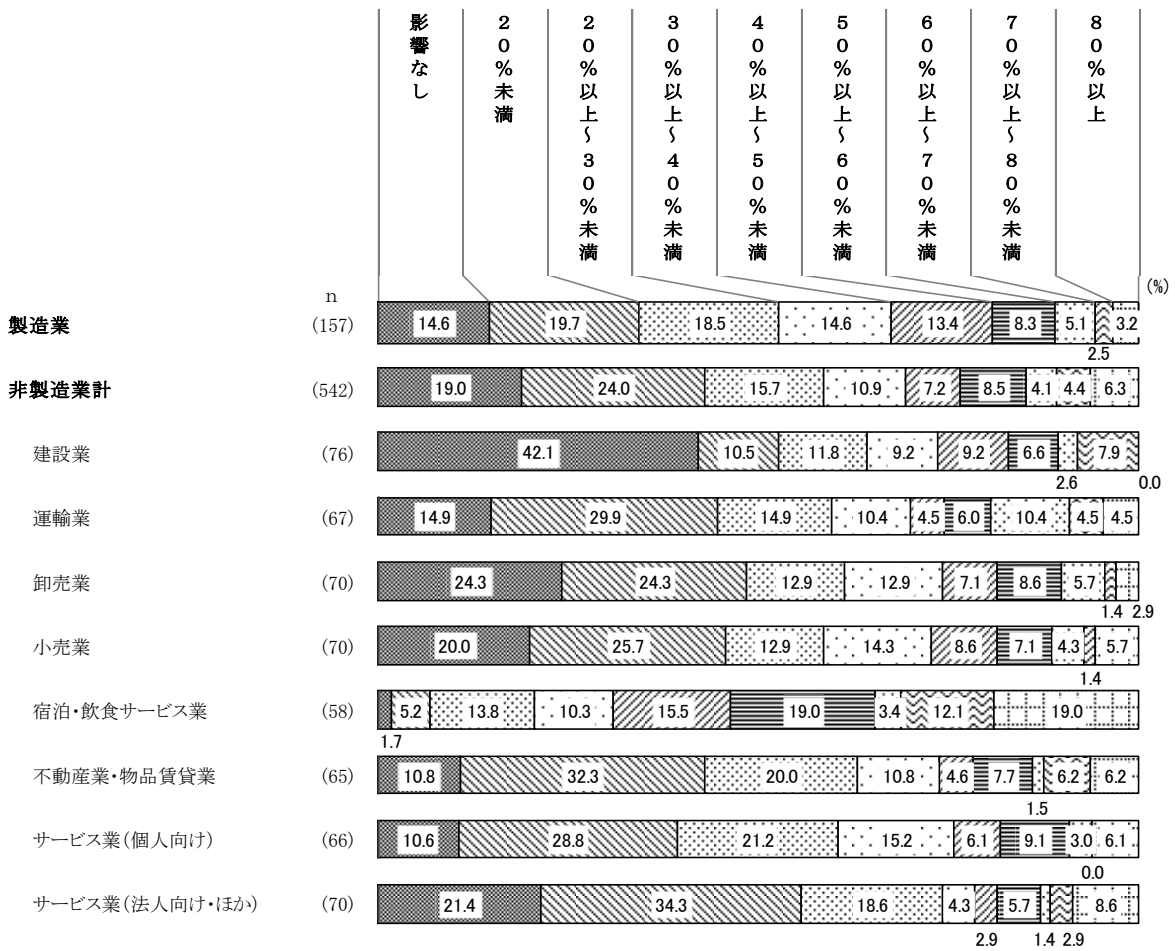 影響なし
２０％未満
２０％以上～３０％未満
３０％以上～４０％未満
４０％以上～５０％未満
５０％以上～６０％未満
６０％以上～７０％未満
７０％以上～８０％未満
８０％以上
(%)
n
製造業 (157) 14.6 19.7 18.5 14.6 13.4 8.3 5.1 3.2
2.5
非製造業計 (542) 19.0 24.0 15.7 10.9 7.2 8.5 4.1 4.4 6.3
建設業 (76) 42.1 10.5 11.8 9.2 9.2 6.6 7.9
2.6 0.0
運輸業 (67) 14.9 29.9 14.9 10.4 4.5 6.0 10.4 4.5 4.5
卸売業 (70) 24.3 24.3 12.9 12.9 7.1 8.6 5.7
1.4 2.9
小売業 (70) 20.0 25.7 12.9 14.3 8.6 7.1 4.3 5.7
1.4
宿泊・飲食サービス業 (58) 5.2 13.8 10.3 15.5 19.0 3.4 12.1 19.0
1.7
不動産業・物品賃貸業 (65) 10.8 32.3 20.0 10.8 4.6 7.7 6.2 6.2
1.5
サービス業(個人向け) (66) 10.6 28.8 21.2 15.2 6.1 9.1 3.0 6.1
0.0
サービス業(法人向け・ほか) (70) 21.4 34.3 18.6 4.3 5.7 8.6
2.9 1.4 2.9